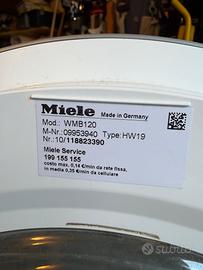 Miele Made in Germany
Mod.: WMB120
M-Nr.:09953940 Type:HW19
Nr.:10/118823390
Miele Service
199 155 155
costo max. 0,14 €/min da rete fissa,
in media 0,35 €/min da cellulare
subito